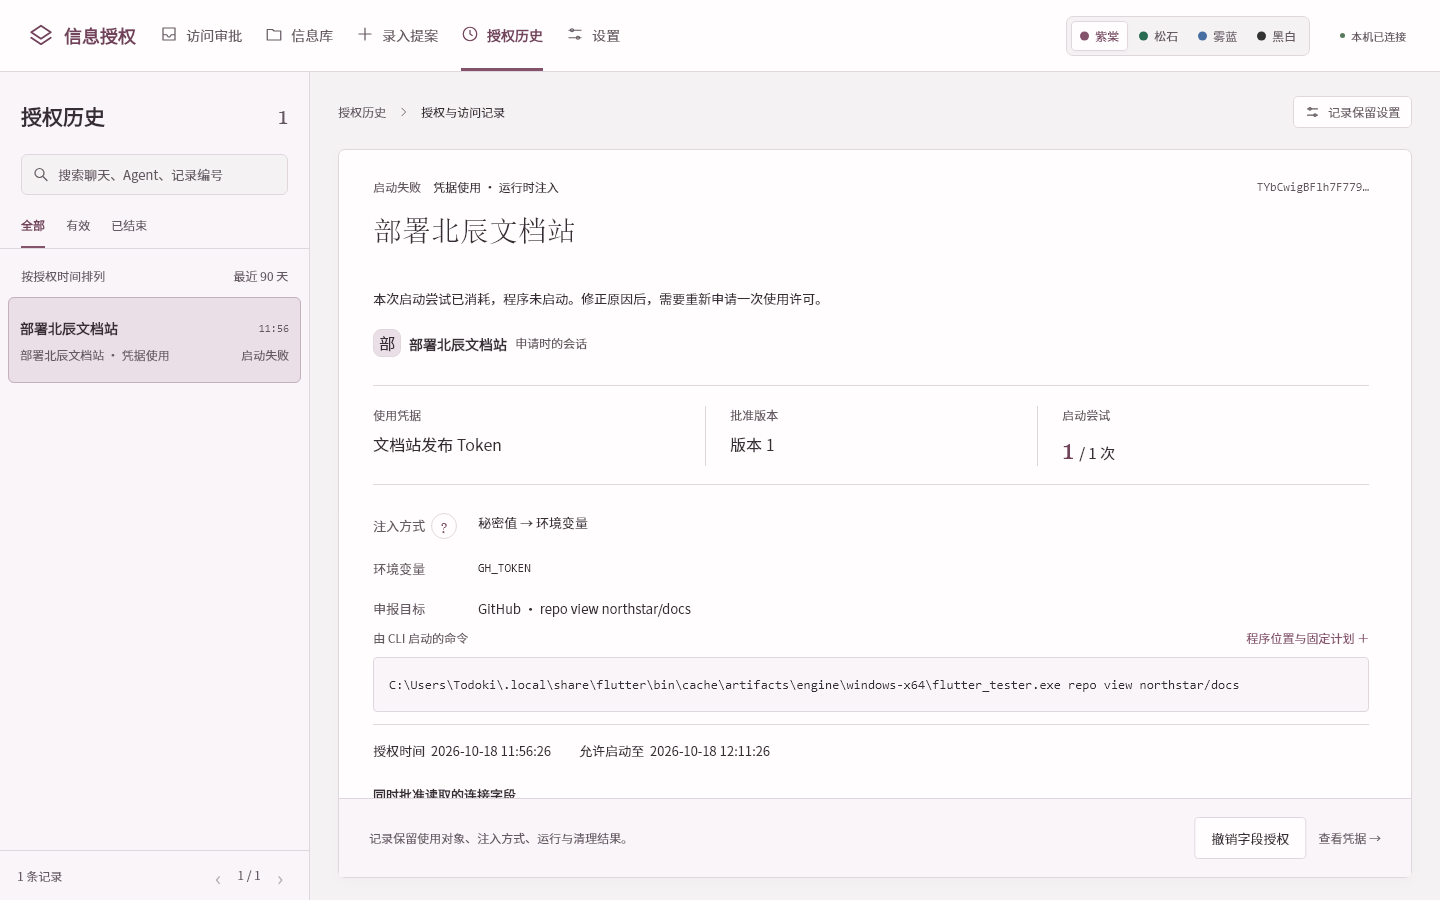 信息授权 访问审批 信息库 录入提案 授权历史 设置 紫棠 松石 雾蓝 黑白 本机已连接
授权历史 1
搜索聊天、Agent、记录编号
全部 有效 已结束
按授权时间排列 最近 90 天
部署北辰文档站 11:56
部署北辰文档站 · 凭据使用 启动失败
1 条记录 ‹ 1 / 1 ›
授权历史 > 授权与访问记录 记录保留设置
启动失败 凭据使用 · 运行时注入 TYbCwigBFlh7F779…
部署北辰文档站
本次启动尝试已消耗，程序未启动。修正原因后，需要重新申请一次使用许可。
部 部署北辰文档站 申请时的会话
使用凭据 批准版本 启动尝试
文档站发布 Token 版本 1 1 / 1 次
注入方式 ? 秘密值 → 环境变量
环境变量 GH_TOKEN
申报目标 GitHub · repo view northstar/docs
由 CLI 启动的命令 程序位置与固定计划 +
C:\Users\Todoki\.local\share\flutter\bin\cache\artifacts\engine\windows-x64\flutter_tester.exe repo view northstar/docs
授权时间 2026-10-18 11:56:26 允许启动至 2026-10-18 12:11:26
同时批准读取的连接字段
记录保留使用对象、注入方式、运行与清理结果。 撤销字段授权 查看凭据 →